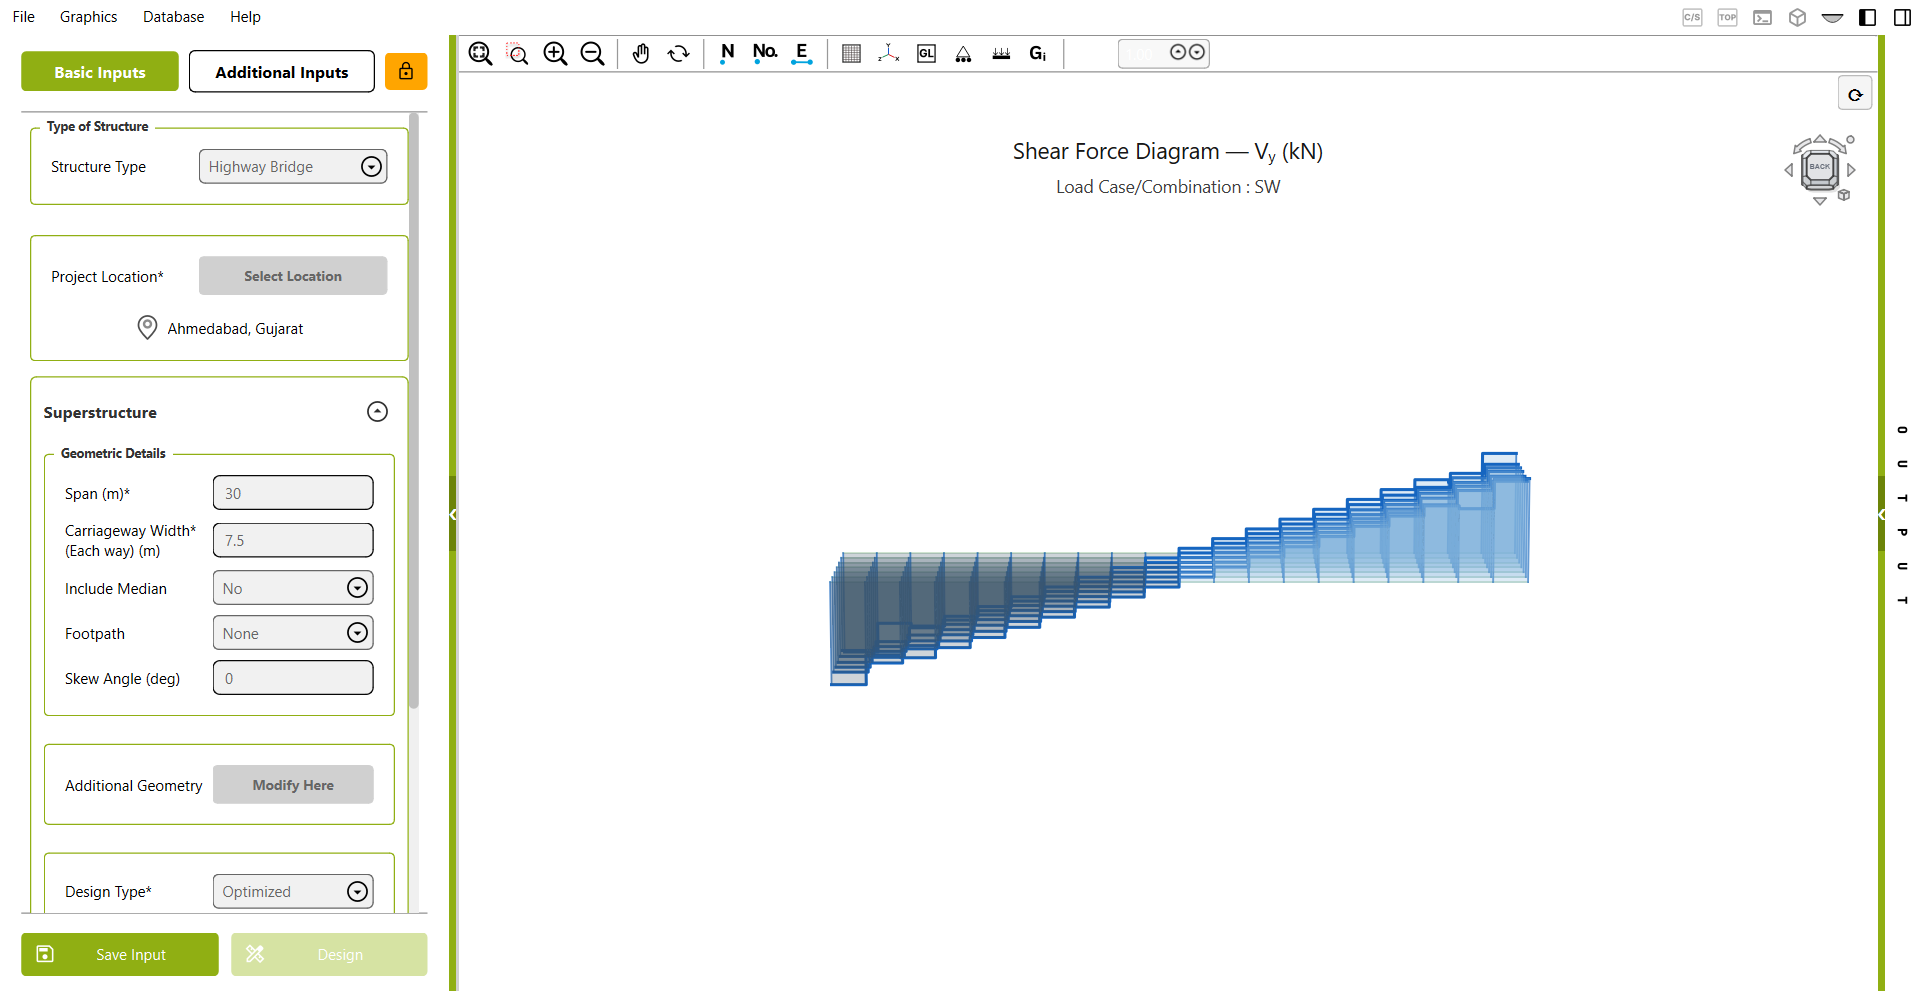 File Graphics Database Help
C/S TOP
Basic Inputs Additional Inputs
N No. E GL Gi
Type of Structure
Structure Type Highway Bridge
Project Location* Select Location
Ahmedabad, Gujarat
Superstructure
Geometric Details
Span (m)* 30
Carriageway Width*
(Each way) (m) 7.5
Include Median No
Footpath None
Skew Angle (deg) 0
Additional Geometry Modify Here
Design Type* Optimized
Save Input Design
Shear Force Diagram — Vy (kN)
Load Case/Combination : SW
BACK
OUTPUT